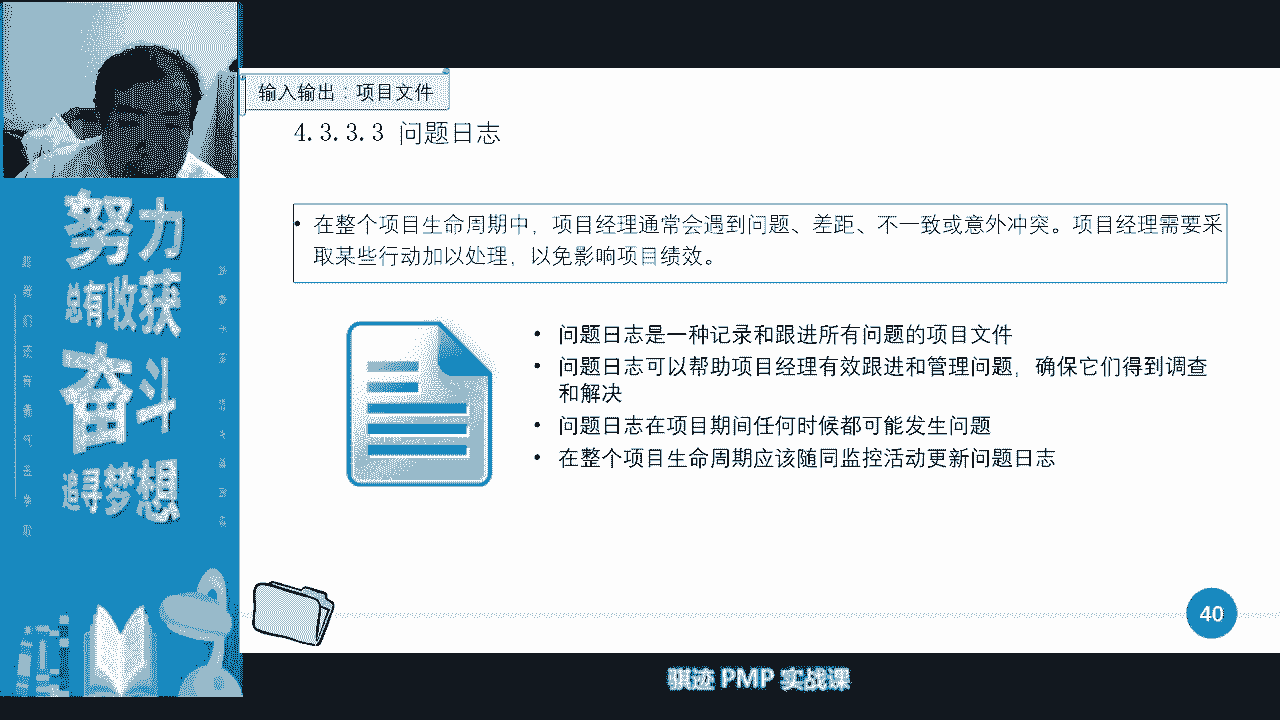 输入输出：项目文件
4.3.3.3 问题日志
• 在整个项目生命周期中，项目经理通常会遇到问题、差距、不一致或意外冲突。项目经理需要采
取某些行动加以处理，以免影响项目绩效。
• 问题日志是一种记录和跟进所有问题的项目文件
• 问题日志可以帮助项目经理有效跟进和管理问题，确保它们得到调查
和解决
• 问题日志在项目期间任何时候都可能发生问题
• 在整个项目生命周期应该随同监控活动更新问题日志
努力
总有收获
奋斗
追寻梦想
40
骐迹 PMP 实战课